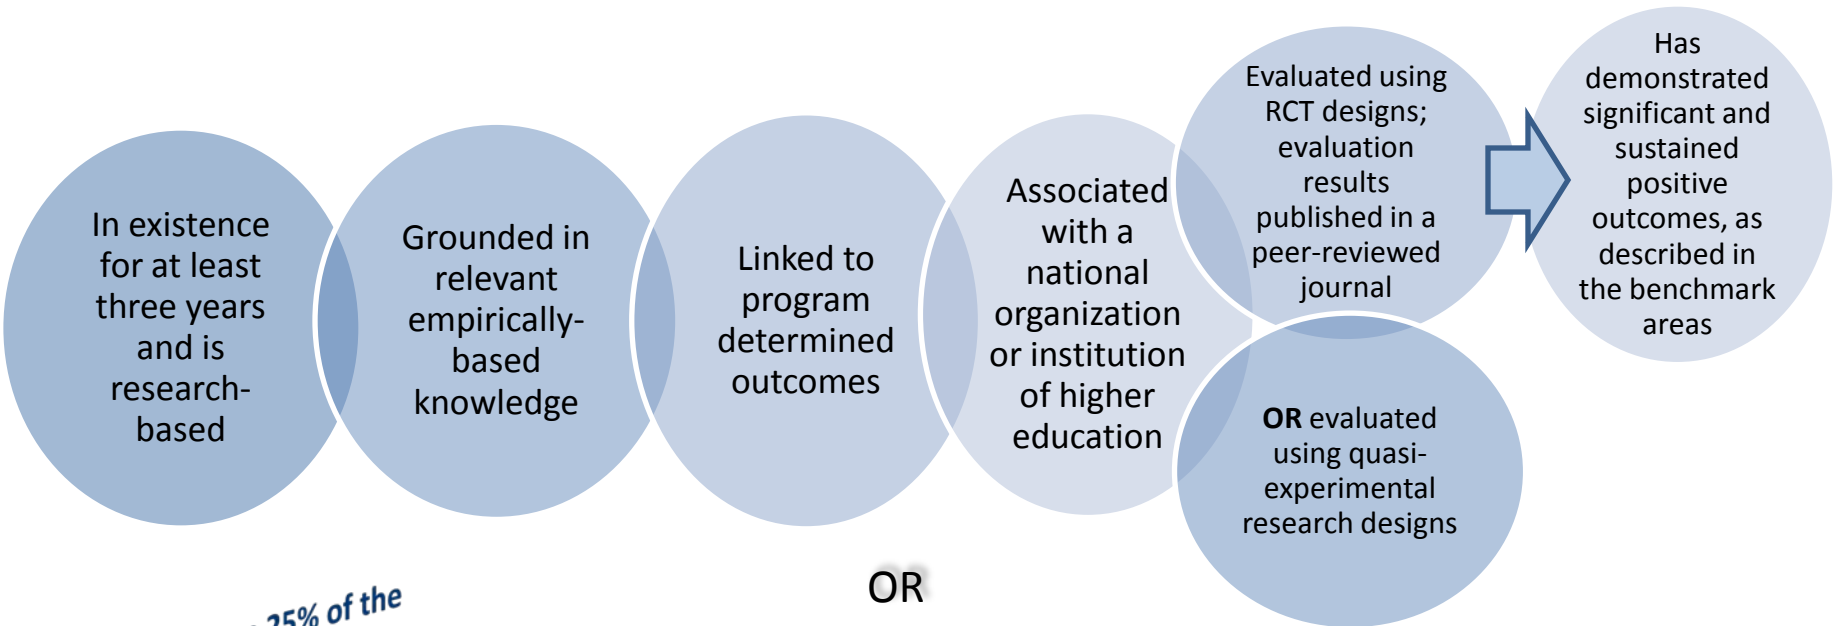 In existence
for at least
three years
and is
research-
based
Grounded in
relevant
empirically-
based
knowledge
Linked to
program
determined
outcomes
Associated
with a
national
organization
or institution
of higher
education
Evaluated using
RCT designs;
evaluation
results
published in a
peer-reviewed
journal
OR evaluated
using quasi-
experimental
research designs
Has
demonstrated
significant and
sustained
positive
outcomes, as
described in
the benchmark
areas
OR
25% of the